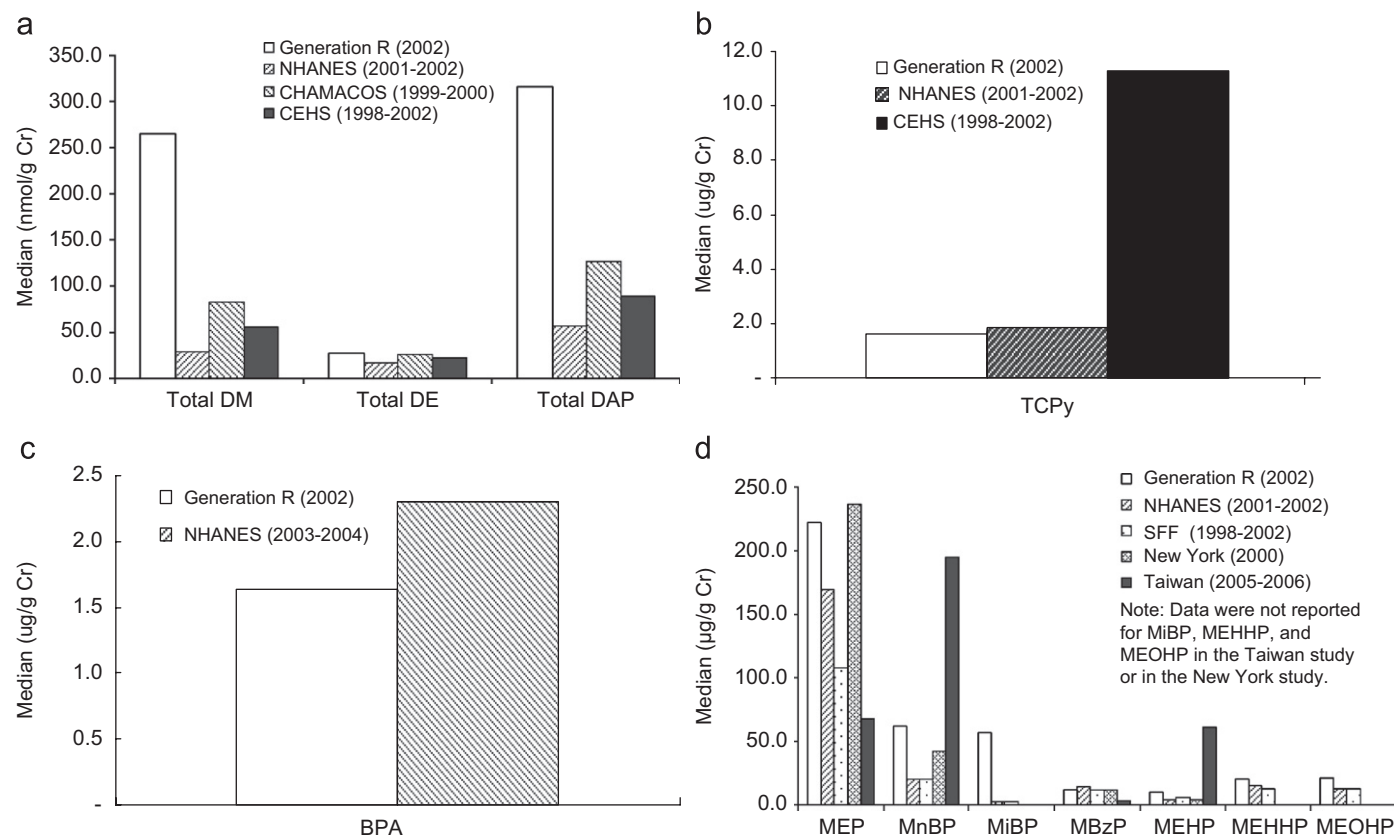 a
Generation R (2002)
NHANES (2001-2002)
CHAMACOS (1999-2000)
CEHS (1998-2002)
Median (nmol/g Cr)
350.0
300.0
250.0
200.0
150.0
100.0
50.0
0.0
Total DM
Total DE
Total DAP
b
Generation R (2002)
NHANES (2001-2002)
CEHS (1998-2002)
Median (ug/g Cr)
12.0
10.0
8.0
6.0
4.0
2.0
-
TCPy
c
Generation R (2002)
NHANES (2003-2004)
Median (ug/g Cr)
2.5
2.0
1.5
1.0
0.5
-
BPA
d
Generation R (2002)
NHANES (2001-2002)
SFF (1998-2002)
New York (2000)
Taiwan (2005-2006)
Note: Data were not reported
for MiBP, MEHHP, and
MEOHP in the Taiwan study
or in the New York study.
Median (µg/g Cr)
250.0
200.0
150.0
100.0
50.0
0.0
MEP
MnBP
MiBP
MBzP
MEHP
MEHHP
MEOHP